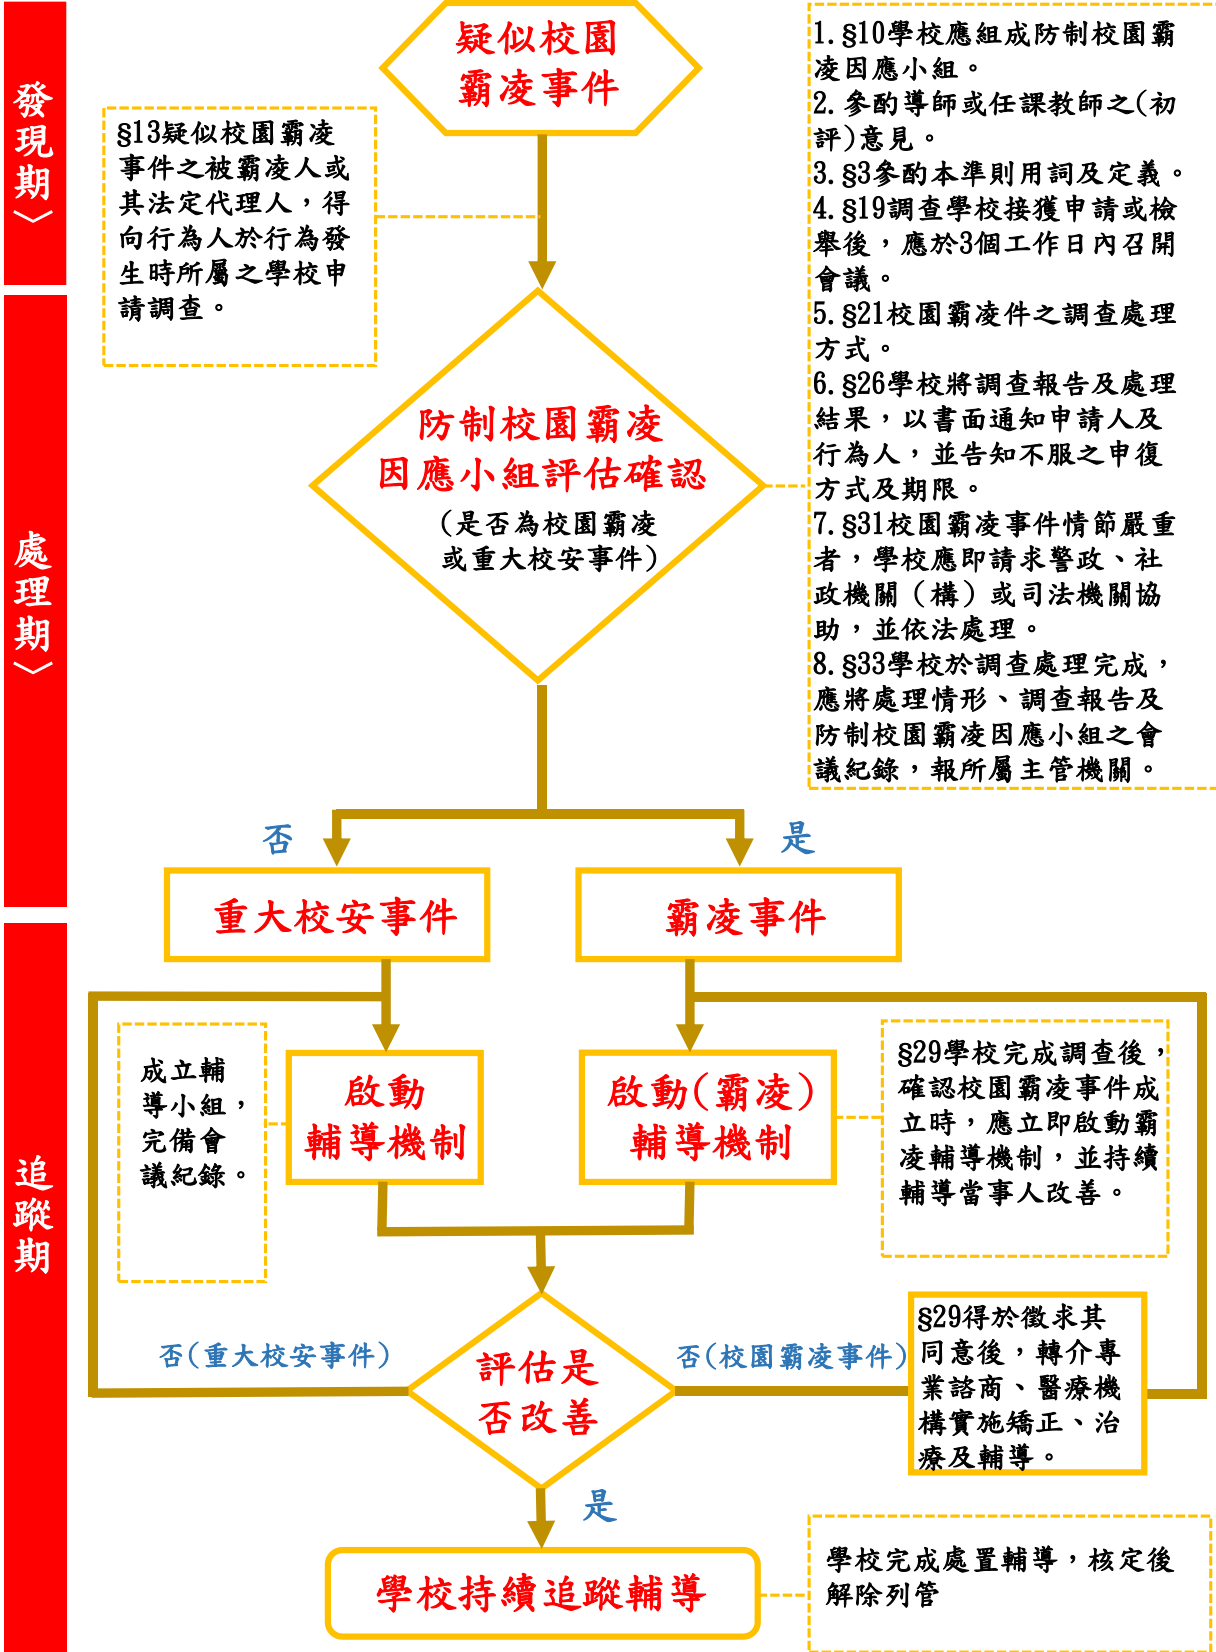 發現期〉
疑似校園
霸凌事件
§13疑似校園霸凌
事件之被霸凌人或
其法定代理人，得
向行為人於行為發
生時所屬之學校申
請調查。
1. §10學校應組成防制校園霸
凌因應小組。
2. 參酌導師或任課教師之(初
評)意見。
3. §3參酌本準則用詞及定義。
4. §19調查學校接獲申請或檢
舉後，應於3個工作日內召開
會議。
5. §21校園霸凌件之調查處理
方式。
6. §26學校將調查報告及處理
結果，以書面通知申請人及
行為人，並告知不服之申復
方式及期限。
7. §31校園霸凌事件情節嚴重
者，學校應即請求警政、社
政機關（構）或司法機關協
助，並依法處理。
8. §33學校於調查處理完成，
應將處理情形、調查報告及
防制校園霸凌因應小組之會
議紀錄，報所屬主管機關。
處理期〉
防制校園霸凌
因應小組評估確認
(是否為校園霸凌
或重大校安事件)
否
是
重大校安事件
霸凌事件
追蹤期
成立輔
導小組，
完備會
議紀錄。
啟動
輔導機制
啟動(霸凌)
輔導機制
§29學校完成調查後，
確認校園霸凌事件成
立時，應立即啟動霸
凌輔導機制，並持續
輔導當事人改善。
否(重大校安事件)
評估是
否改善
否(校園霸凌事件)
§29得於徵求其
同意後，轉介專
業諮商、醫療機
構實施矯正、治
療及輔導。
是
學校持續追蹤輔導
學校完成處置輔導，核定後
解除列管